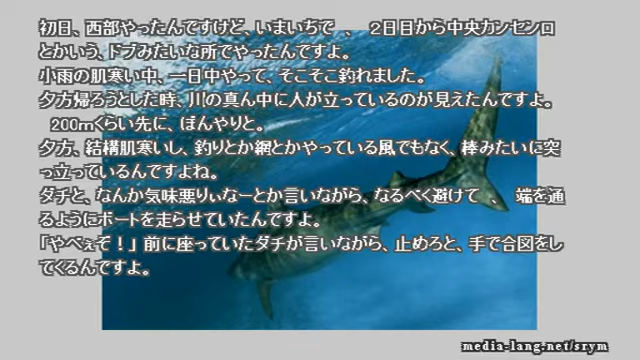 初日、西部やったんですけど、いまいちで 、 2日目から中央カンセンロ
とかいう、ドブみたいな所でやったんですよ。
小雨の肌寒い中、一日中やって、そこそこ釣れました。
夕方帰ろうとした時、川の真ん中に人が立っているのが見えたんですよ。
200mくらい先に、ぼんやりと。
夕方、結構肌寒いし、釣りとか網とかやっている風でもなく、棒みたいに突
っ立っているんですよね。
ダチと、なんか気味悪りぃなーとか言いながら、なるべく避けて 、 端を通
るようにボートを走らせていたんですよ。
「やべぇぞ!」前に座っていたダチが言いながら、止めろと、手で合図をし
てくるんですよ。
media-lang.net/srym